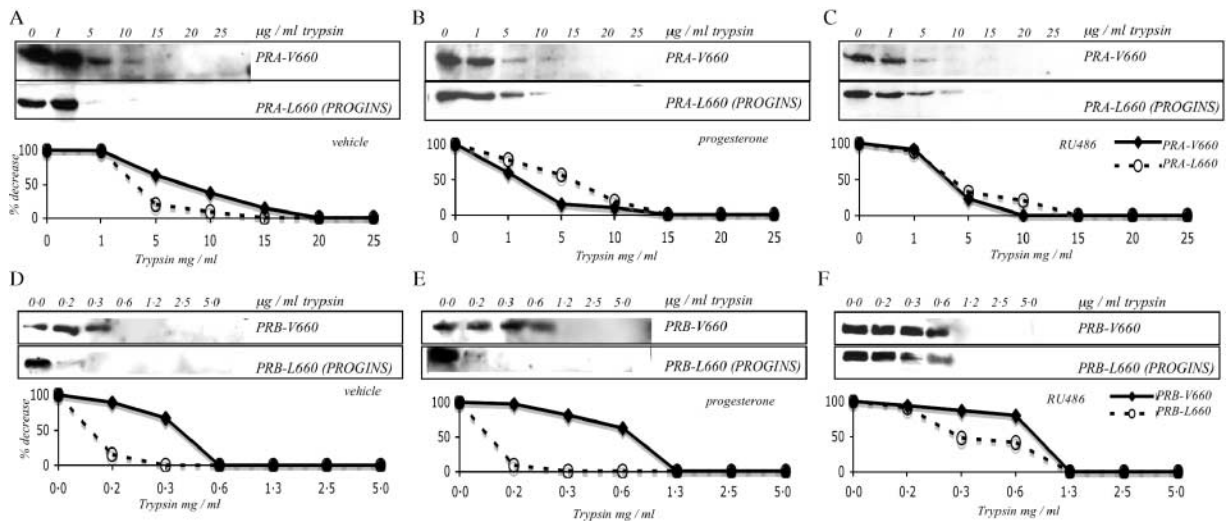 A
0 1 5 10 15 20 25 µg / ml trypsin
PRA-V660
PRA-L660 (PROGINS)
vehicle
% decrease
100
50
0
0 1 5 10 15 20 25
Trypsin mg / ml
B
0 1 5 10 15 20 25 µg / ml trypsin
PRA-V660
PRA-L660 (PROGINS)
progesterone
100
50
0
0 1 5 10 15 20 25
Trypsin mg / ml
C
0 1 5 10 15 20 25 µg / ml trypsin
PRA-V660
PRA-L660 (PROGINS)
RU486
PRA-V660
PRA-L660
100
50
0
0 1 5 10 15 20 25
Trypsin mg / ml
D
0·0 0·2 0·3 0·6 1·2 2·5 5·0 µg / ml trypsin
PRB-V660
PRB-L660 (PROGINS)
vehicle
% decrease
100
50
0
0·0 0·2 0·3 0·6 1·3 2·5 5·0
Trypsin mg / ml
E
0·0 0·2 0·3 0·6 1·2 2·5 5·0 µg / ml trypsin
PRB-V660
PRB-L660 (PROGINS)
progesterone
100
50
0
0·0 0·2 0·3 0·6 1·3 2·5 5·0
Trypsin mg / ml
F
0·0 0·2 0·3 0·6 1·2 2·5 5·0 µg / ml trypsin
PRB-V660
PRB-L660 (PROGINS)
RU486
PRB-V660
PRB-L660
100
50
0
0·0 0·2 0·3 0·6 1·3 2·5 5·0
Trypsin mg / ml